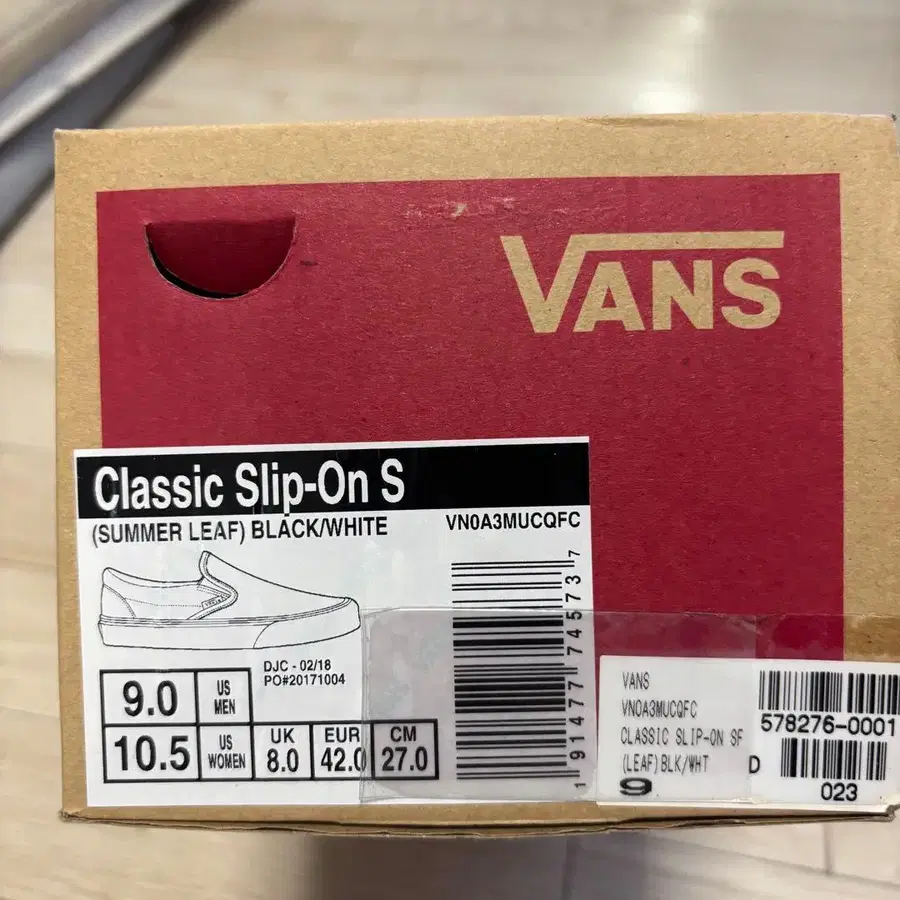 VANS
Classic Slip-On S
(SUMMER LEAF) BLACK/WHITE
VN0A3MUCQFC
DJC - 02/18
PO#20171004
9.0 US MEN
10.5 US WOMEN
UK 8.0
EUR 42.0
CM 27.0
1 91477 74573 7
VANS
VN0A3MUCQFC
CLASSIC SLIP-ON SF
(LEAF)BLK/WHT
9
578276-0001
D
023